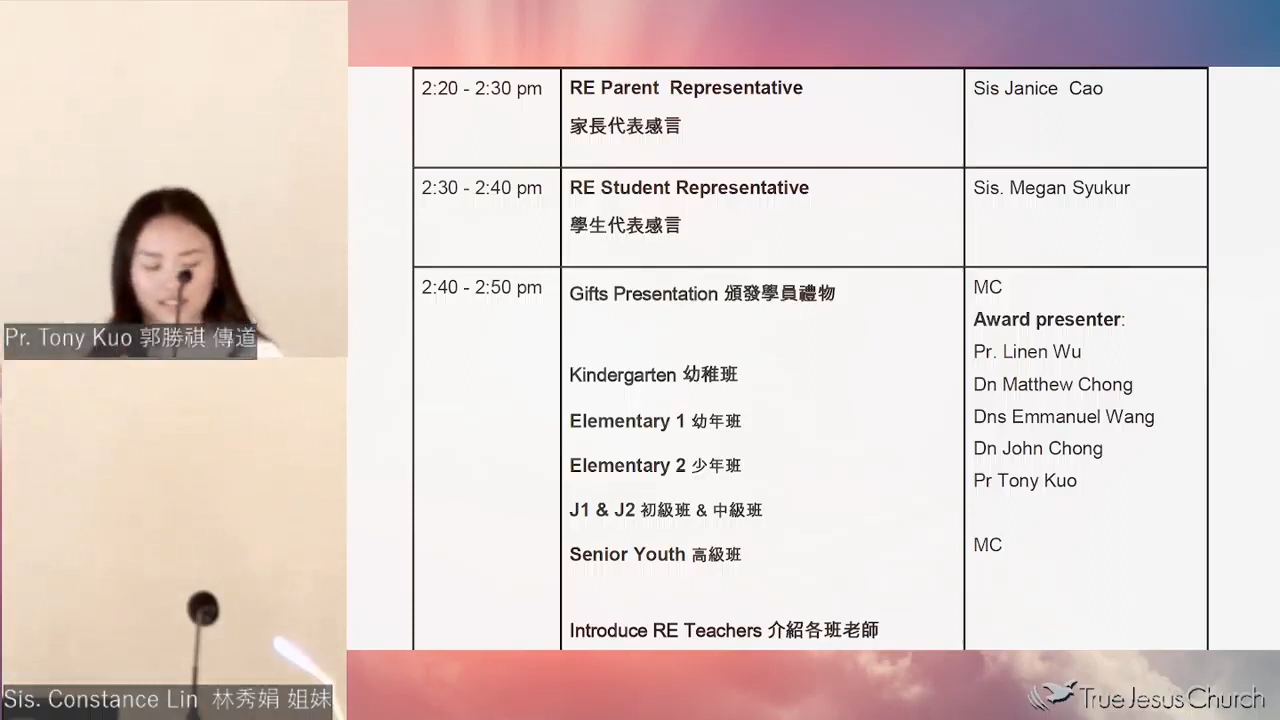 Pr. Tony Kuo 郭勝祺 傳道
Sis. Constance Lin 林秀娟 姐妹
2:20 - 2:30 pm
RE Parent Representative
家長代表感言
Sis Janice Cao
2:30 - 2:40 pm
RE Student Representative
學生代表感言
Sis. Megan Syukur
2:40 - 2:50 pm
Gifts Presentation 頒發學員禮物
Kindergarten 幼稚班
Elementary 1 幼年班
Elementary 2 少年班
J1 & J2 初級班 & 中級班
Senior Youth 高級班
Introduce RE Teachers 介紹各班老師
MC
Award presenter:
Pr. Linen Wu
Dn Matthew Chong
Dns Emmanuel Wang
Dn John Chong
Pr Tony Kuo
MC
True Jesus Church